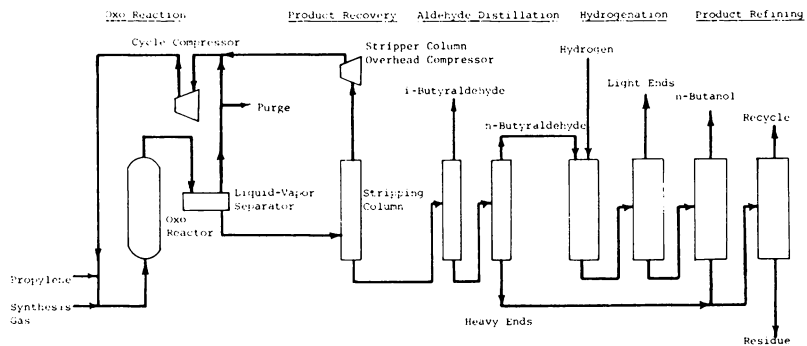 Oxo Reaction
Product Recovery
Aldehyde Distillation
Hydrogenation
Product Refining
Cycle Compressor
Stripper Column
Overhead Compressor
Hydrogen
Light Ends
n-Butanol
i-Butyraldehyde
Purge
n-Butyraldehyde
Recycle
Liquid-Vapor
Separator
Stripping
Column
Oxo
Reactor
Propylene
Synthesis
Gas
Heavy Ends
Residue